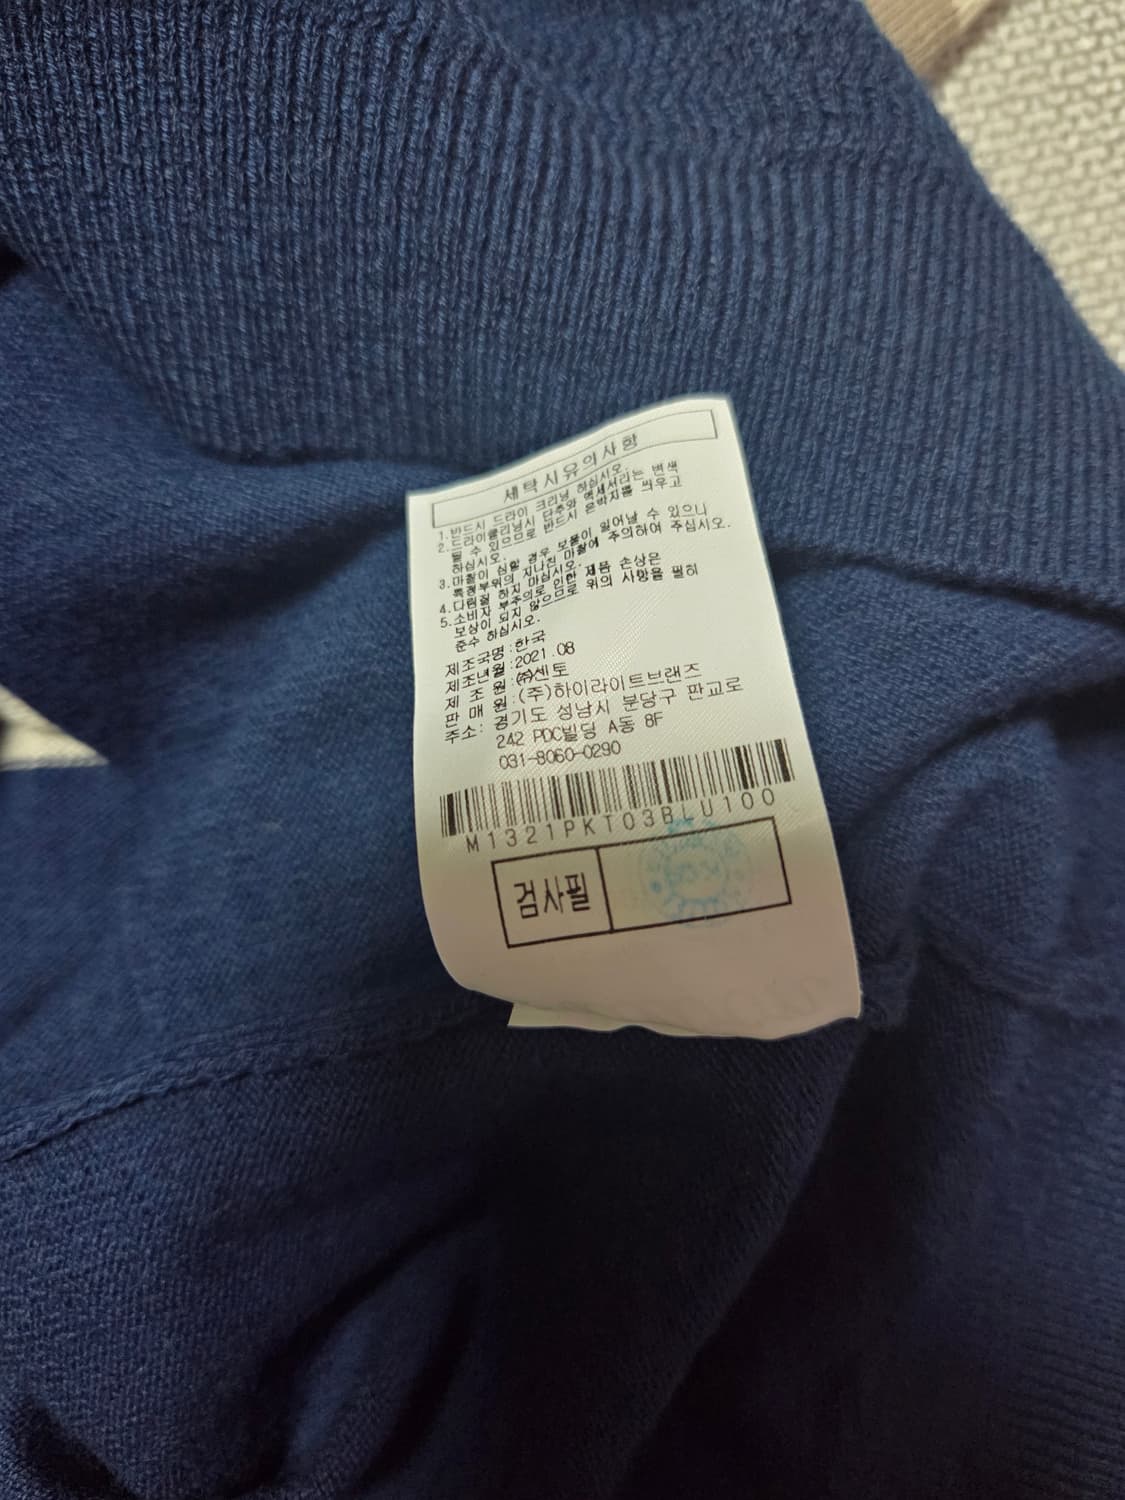 세탁시유의사항
1.반드시 드라이 크리닝 하십시오.
2.드라이클리닝시 단추와 액세서리는 변색
될 수 있으므로 반드시 은박지를 씌우고
하십시오.
3.마찰이 심할 경우 보풀이 일어날 수 있으니
특정부위의 지나친 마찰에 주의하여 주십시오.
4.다림질 하지 마십시오.
5.소비자 부주의로 인한 제품 손상은
보상이 되지 않으므로 위의 사항을 필히
준수 하십시오.
제조국명:한국
제조년월:2021.08
제 조 원:㈜센토
판 매 원:(주)하이라이트브랜즈
주 소: 경기도 성남시 분당구 판교로
242 PDC빌딩 A동 8F
031-8060-0290
M1321PKT03BLU100
검사필